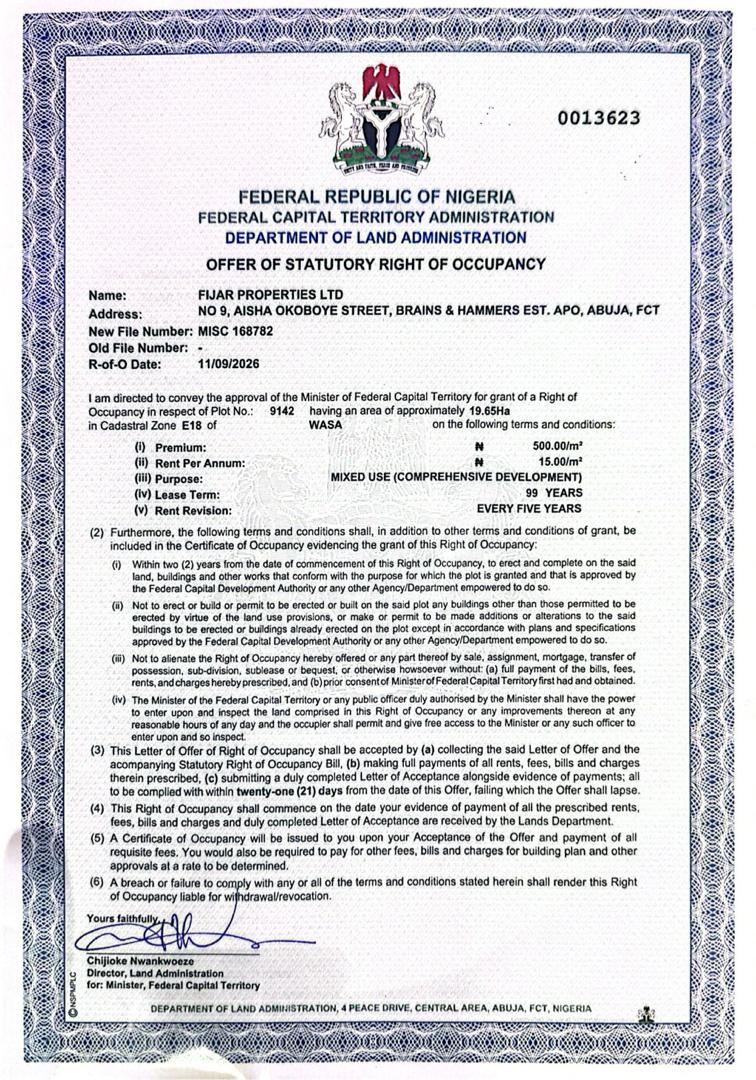 0013623
UNITY AND FAITH, PEACE AND PROGRESS
FEDERAL REPUBLIC OF NIGERIA
FEDERAL CAPITAL TERRITORY ADMINISTRATION
DEPARTMENT OF LAND ADMINISTRATION
OFFER OF STATUTORY RIGHT OF OCCUPANCY
Name: FIJAR PROPERTIES LTD
Address: NO 9, AISHA OKOBOYE STREET, BRAINS & HAMMERS EST. APO, ABUJA, FCT
New File Number: MISC 168782
Old File Number: -
R-of-O Date: 11/09/2026
I am directed to convey the approval of the Minister of Federal Capital Territory for grant of a Right of
Occupancy in respect of Plot No.: 9142 having an area of approximately 19.65Ha
in Cadastral Zone E18 of WASA on the following terms and conditions:
(i) Premium: ₦ 500.00/m²
(ii) Rent Per Annum: ₦ 15.00/m²
(iii) Purpose: MIXED USE (COMPREHENSIVE DEVELOPMENT)
(iv) Lease Term: 99 YEARS
(v) Rent Revision: EVERY FIVE YEARS
(2) Furthermore, the following terms and conditions shall, in addition to other terms and conditions of grant, be
included in the Certificate of Occupancy evidencing the grant of this Right of Occupancy:
(i) Within two (2) years from the date of commencement of this Right of Occupancy, to erect and complete on the said
land, buildings and other works that conform with the purpose for which the plot is granted and that is approved by
the Federal Capital Development Authority or any other Agency/Department empowered to do so.
(ii) Not to erect or build or permit to be erected or built on the said plot any buildings other than those permitted to be
erected by virtue of the land use provisions, or make or permit to be made additions or alterations to the said
buildings to be erected or buildings already erected on the plot except in accordance with plans and specifications
approved by the Federal Capital Development Authority or any other Agency/Department empowered to do so.
(iii) Not to alienate the Right of Occupancy hereby offered or any part thereof by sale, assignment, mortgage, transfer of
possession, sub-division, sublease or bequest, or otherwise howsoever without: (a) full payment of the bills, fees,
rents, and charges hereby prescribed, and (b) prior consent of Minister of Federal Capital Territory first had and obtained.
(iv) The Minister of the Federal Capital Territory or any public officer duly authorised by the Minister shall have the power
to enter upon and inspect the land comprised in this Right of Occupancy or any improvements thereon at any
reasonable hours of any day and the occupier shall permit and give free access to the Minister or any such officer to
enter upon and so inspect.
(3) This Letter of Offer of Right of Occupancy shall be accepted by (a) collecting the said Letter of Offer and the
acompanying Statutory Right of Occupancy Bill, (b) making full payments of all rents, fees, bills and charges
therein prescribed, (c) submitting a duly completed Letter of Acceptance alongside evidence of payments; all
to be complied with within twenty-one (21) days from the date of this Offer, failing which the Offer shall lapse.
(4) This Right of Occupancy shall commence on the date your evidence of payment of all the prescribed rents,
fees, bills and charges and duly completed Letter of Acceptance are received by the Lands Department.
(5) A Certificate of Occupancy will be issued to you upon your Acceptance of the Offer and payment of all
requisite fees. You would also be required to pay for other fees, bills and charges for building plan and other
approvals at a rate to be determined.
(6) A breach or failure to comply with any or all of the terms and conditions stated herein shall render this Right
of Occupancy liable for withdrawal/revocation.
Yours faithfully,
Chijioke Nwankwoeze
Director, Land Administration
for: Minister, Federal Capital Territory
©NSPMPLC
DEPARTMENT OF LAND ADMINISTRATION, 4 PEACE DRIVE, CENTRAL AREA, ABUJA, FCT, NIGERIA